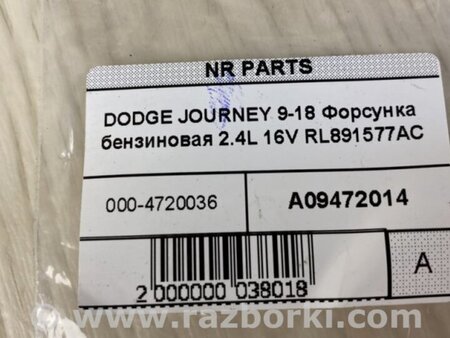 NR PARTS
DODGE JOURNEY 9-18 Форсунка
бензиновая 2.4L 16V RL891577AC
000-4720036
A09472014
2 000000 038018
A
www.razborki.com